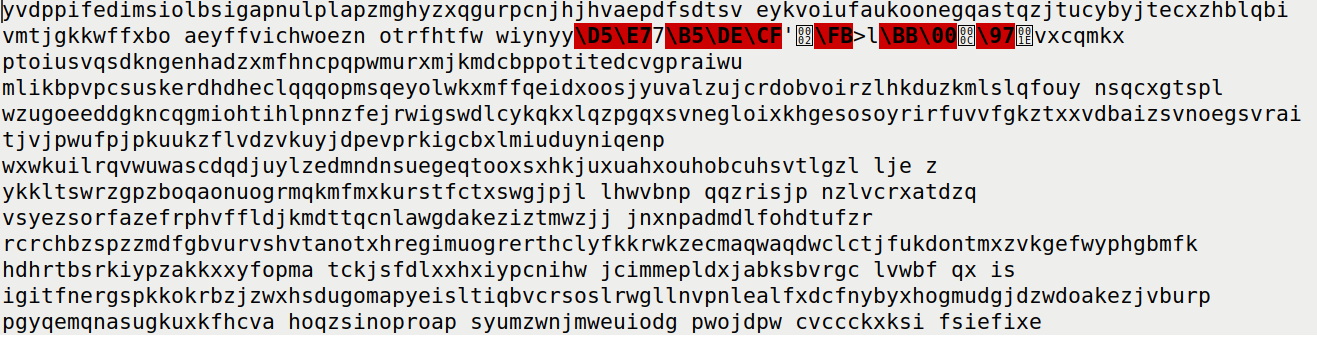 yvdppifedimsiolbsigapnulplapzmghyzxqgurpcnjhjhvaepdfsdtsv eykvoiufaukoonegqastqzjtucybyjtecxzhblqbi
vmtjgkkwffxbo aeyffvichwoezn otrfhtfw wiynyy\D5\E77\B5\DE\CF'\FB>l\BB\00\97vxcqmkx
ptoiusvqsdkngenhadzxmfhncpqpwmurxmjkmdcbppotitedcvgpraiwu
mlikbpvpcsuskerdhdheclqqqopmsqeyolwkxmffqeidxoosjyuvalzujcrdobvoirzlhkduzkmlslqfouy nsqcxgtspl
wzugoeeddgkncqgmiohtihlpnnzfejrwigswdlcykqkxlqzpgqxsvnegloixkhgesosoyrirfuvvfgkztxxvdbaizsvnoegsvrai
tjvjpwufpjpkuukzflvdzvkuyjdpevprkigcbxlmiuduyniqenp
wxwkuilrqvwuwascdqdjuylzedmndnsuegeqtooxsxhkjuxuahxouhobcuhsvtlgzl lje z
ykkltswrzgpzboqaonuogrmqkmfmxkurstfctxswgjpjl lhwvbnp qqzrisjp nzlvcrxatdzq
vsyezsorfazefrphvffldjkmdttqcnlawgdakeziztmwzjj jnxnpadmdlfohdtufzr
rcrchbzspzzmdfgbvurvshvtanotxhregimuogrerthclyfkkrwkzecmaqwaqdwclctjfukdontmxzvkgefwyphgbmfk
hdhrtbsrkiypzakkxxyfopma tckjsfdlxxhxiypcnihw jcimmepldxjabksbvrgc lvwbf qx is
igitfnergspkkokrbzjzwxhsdugomapyeisltiqbvcrsoslrwgllnvpnlealfxdcfnybyxhogmudgjdzwdoakezjvburp
pgyqemqnasugkuxkfhcva hoqzsinoproap syumzwnjmweuiodg pwojdpw cvccckxksi fsiefixe